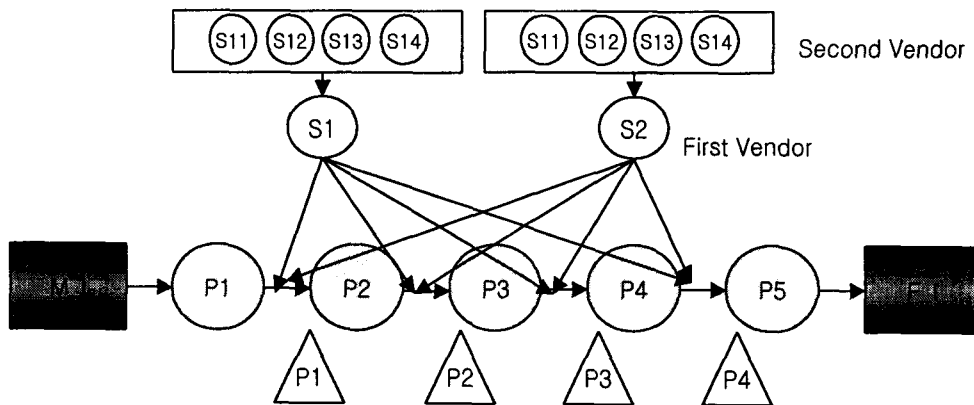 S11 S12 S13 S14
S11 S12 S13 S14
Second Vendor
S1
S2
First Vendor
P1
P2
P3
P4
P5
P1
P2
P3
P4